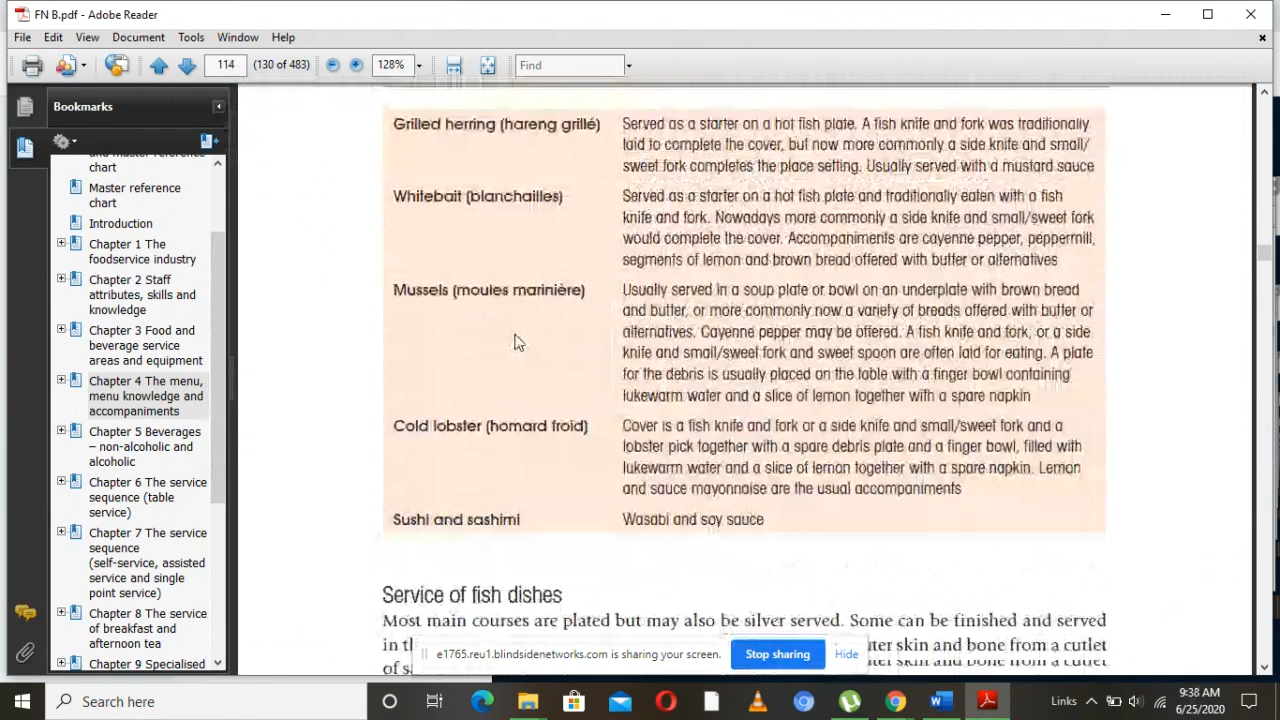 FN B.pdf - Adobe Reader
File Edit View Document Tools Window Help
114 (130 of 483) 128% Find
Bookmarks
and master reference
chart
Master reference
chart
Introduction
Chapter 1 The
foodservice industry
Chapter 2 Staff
attributes, skills and
knowledge
Chapter 3 Food and
beverage service
areas and equipment
Chapter 4 The menu,
menu knowledge and
accompaniments
Chapter 5 Beverages
– non-alcoholic and
alcoholic
Chapter 6 The service
sequence (table
service)
Chapter 7 The service
sequence
(self-service, assisted
service and single
point service)
Chapter 8 The service
of breakfast and
afternoon tea
Chapter 9 Specialised
Grilled herring (hareng grillé) Served as a starter on a hot fish plate. A fish knife and fork was traditionally
laid to complete the cover, but now more commonly a side knife and small/
sweet fork completes the place setting. Usually served with a mustard sauce
Whitebait (blanchailles) Served as a starter on a hot fish plate and traditionally eaten with a fish
knife and fork. Nowadays more commonly a side knife and small/sweet fork
would complete the cover. Accompaniments are cayenne pepper, peppermill,
segments of lemon and brown bread offered with butter or alternatives
Mussels (moules marinière) Usually served in a soup plate or bowl on an underplate with brown bread
and butter, or more commonly now a variety of breads offered with butter or
alternatives. Cayenne pepper may be offered. A fish knife and fork, or a side
knife and small/sweet fork and sweet spoon are often laid for eating. A plate
for the debris is usually placed on the table with a finger bowl containing
lukewarm water and a slice of lemon together with a spare napkin
Cold lobster (homard froid) Cover is a fish knife and fork or a side knife and small/sweet fork and a
lobster pick together with a spare debris plate and a finger bowl, filled with
lukewarm water and a slice of lemon together with a spare napkin. Lemon
and sauce mayonnaise are the usual accompaniments
Sushi and sashimi Wasabi and soy sauce
Service of fish dishes
Most main courses are plated but may also be silver served. Some can be finished and served
in th uter skin and bone from a cutlet
of sa
e1765.reu1.blindsidenetworks.com is sharing your screen. Stop sharing Hide
Search here
Links 9:38 AM
6/25/2020